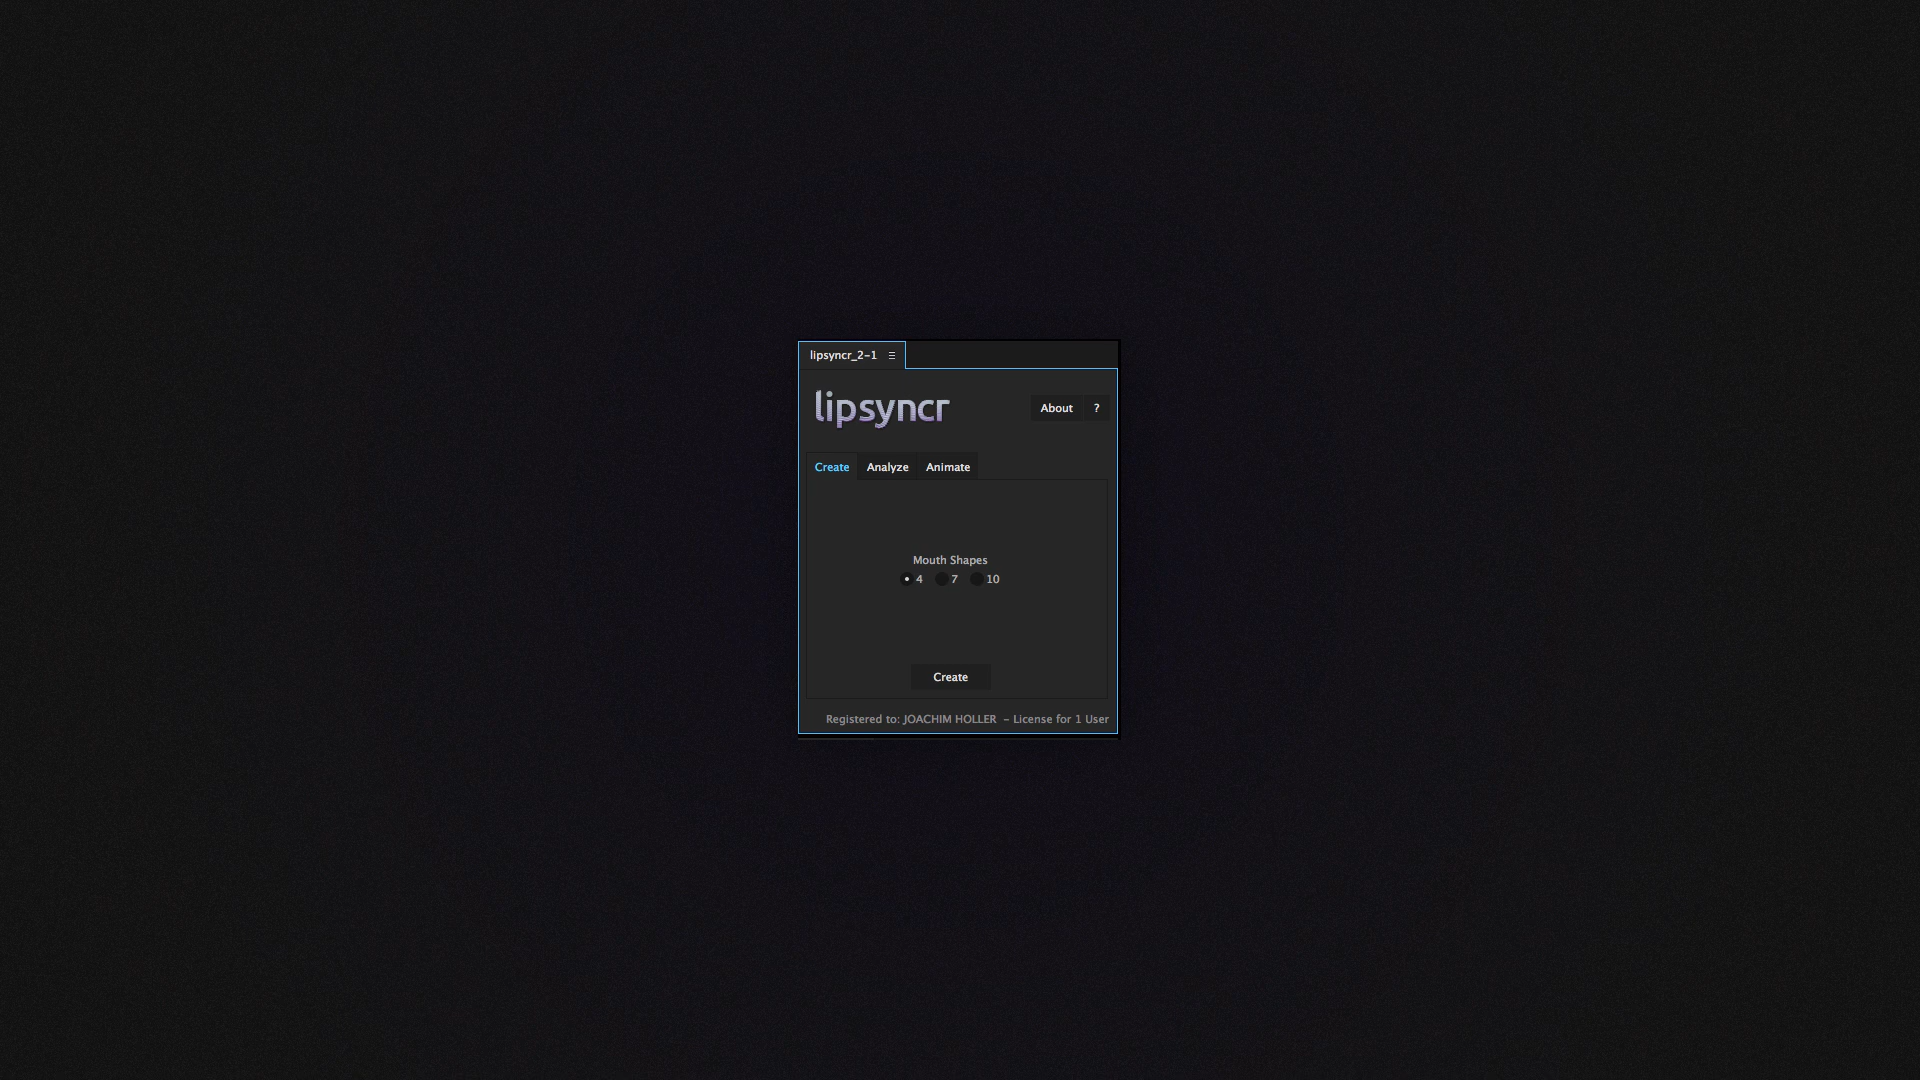 lipsyncr_2-1
lipsyncr
About ?
Create Analyze Animate
Mouth Shapes
4 7 10
Create
Registered to: JOACHIM HOLLER - License for 1 User